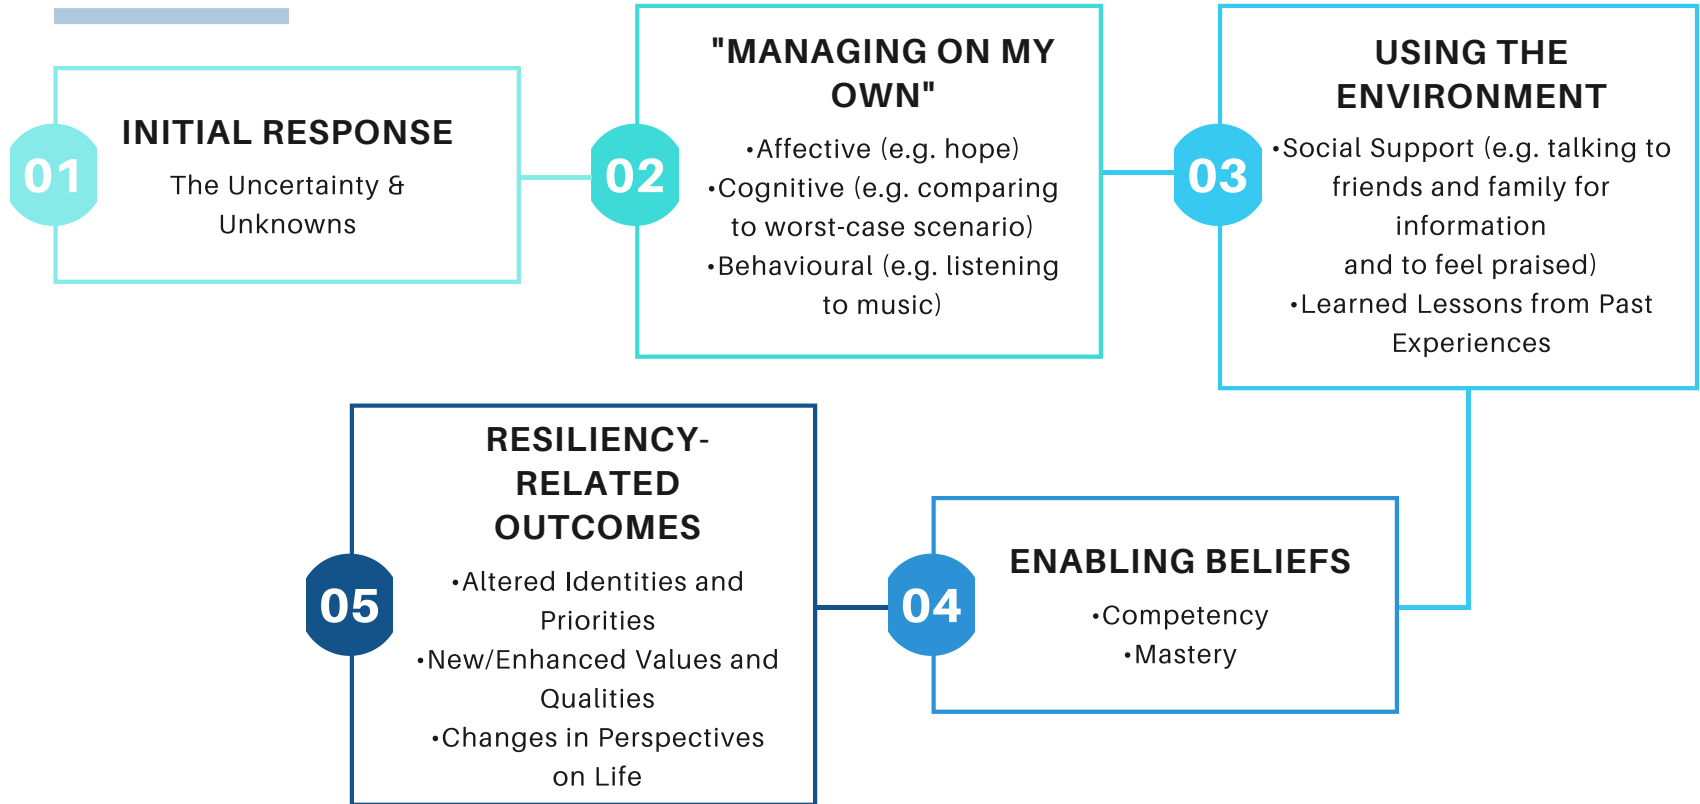 01
INITIAL RESPONSE
The Uncertainty &
Unknowns
02
"MANAGING ON MY
OWN"
•Affective (e.g. hope)
•Cognitive (e.g. comparing
to worst-case scenario)
•Behavioural (e.g. listening
to music)
03
USING THE
ENVIRONMENT
•Social Support (e.g. talking to
friends and family for
information
and to feel praised)
•Learned Lessons from Past
Experiences
04
ENABLING BELIEFS
•Competency
•Mastery
05
RESILIENCY-
RELATED
OUTCOMES
•Altered Identities and
Priorities
•New/Enhanced Values and
Qualities
•Changes in Perspectives
on Life